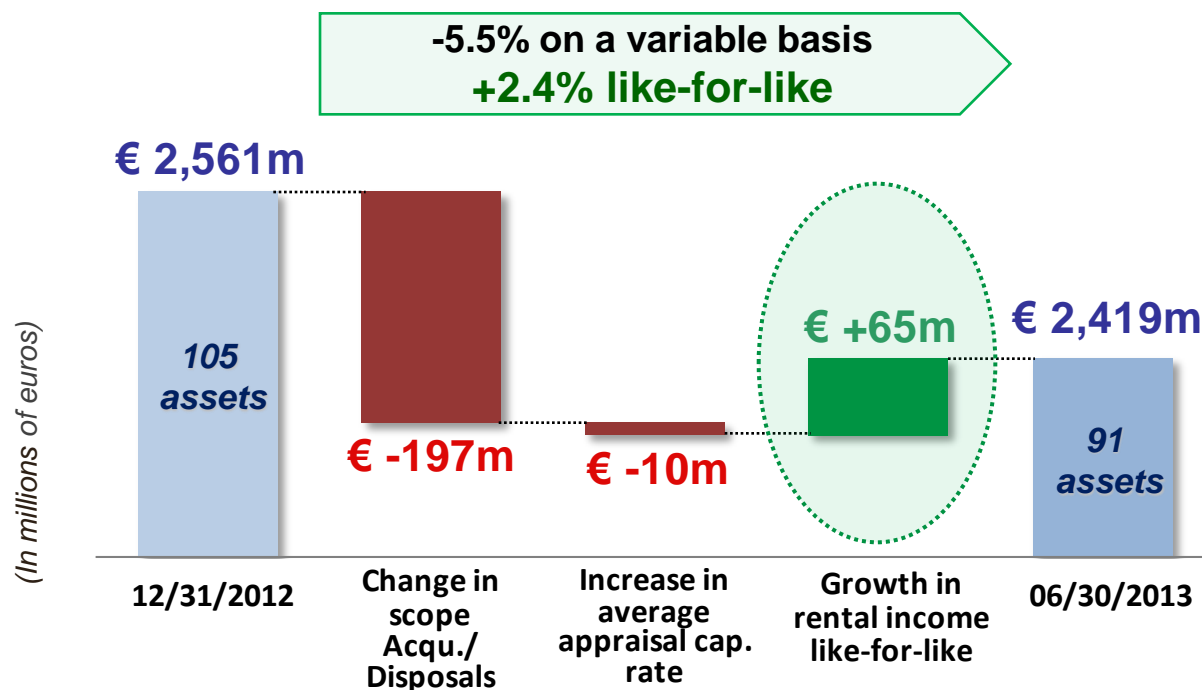 -5.5% on a variable basis
+2.4% like-for-like
€ 2,561m
€ +65m
€ 2,419m
105
assets
€ -197m
€ -10m
91
assets
(In millions of euros)
12/31/2012
Change in
scope
Acqu./
Disposals
Increase in
average
appraisal cap.
rate
Growth in
rental income
like-for-like
06/30/2013